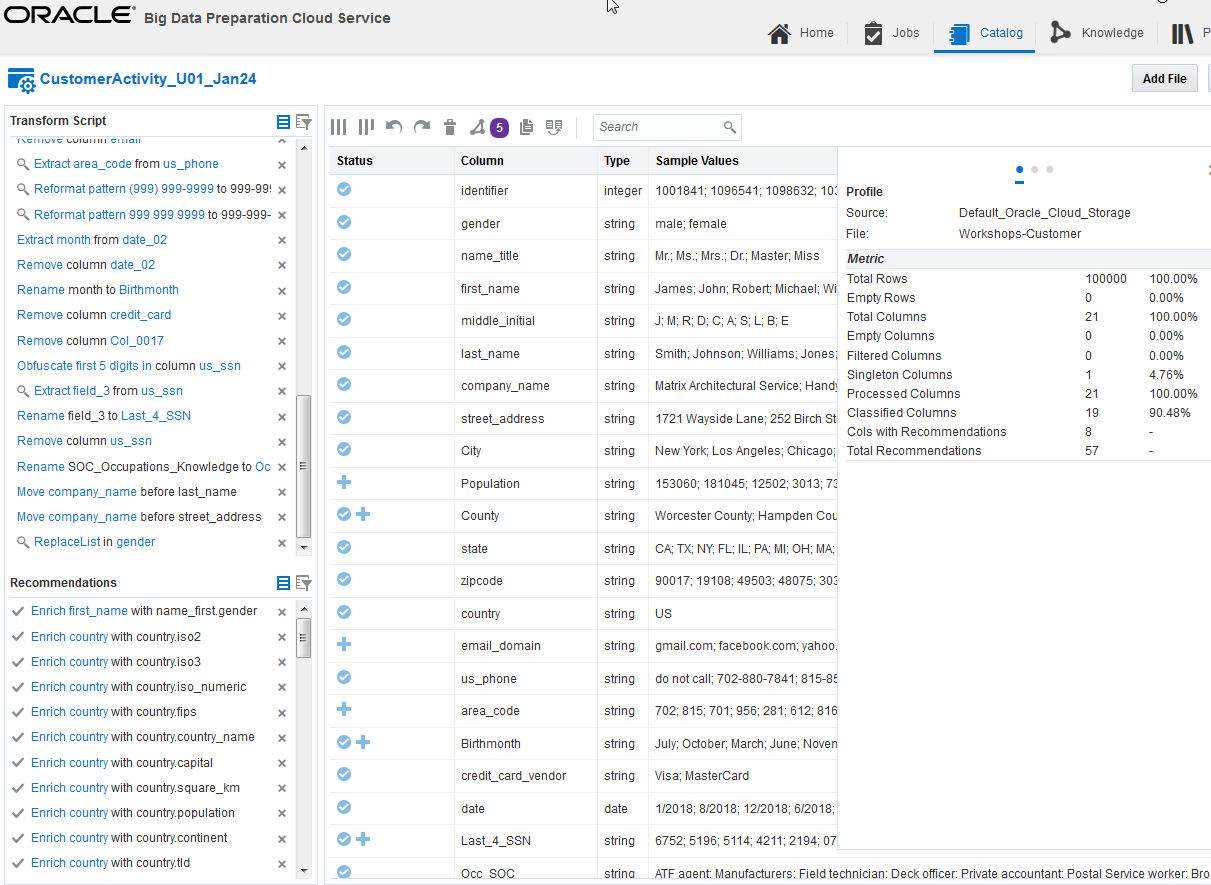 ORACLE® Big Data Preparation Cloud Service
Home Jobs Catalog Knowledge P
CustomerActivity_U01_Jan24
Add File
Transform Script
Remove column email
Extract area_code from us_phone
Reformat pattern (999) 999-9999 to 999-99
Reformat pattern 999 999 9999 to 999-999-
Extract month from date_02
Remove column date_02
Rename month to Birthmonth
Remove column credit_card
Remove column Col_0017
Obfuscate first 5 digits in column us_ssn
Extract field_3 from us_ssn
Rename field_3 to Last_4_SSN
Remove column us_ssn
Rename SOC_Occupations_Knowledge to Oc
Move company_name before last_name
Move company_name before street_address
ReplaceList in gender
Recommendations
Enrich first_name with name_first.gender
Enrich country with country.iso2
Enrich country with country.iso3
Enrich country with country.iso_numeric
Enrich country with country.fips
Enrich country with country.country_name
Enrich country with country.capital
Enrich country with country.square_km
Enrich country with country.population
Enrich country with country.continent
Enrich country with country.tld
5
Search
Status Column Type Sample Values
identifier integer 1001841; 1096541; 1098632; 103
gender string male; female
name_title string Mr.; Ms.; Mrs.; Dr.; Master; Miss
first_name string James; John; Robert; Michael; Wi
middle_initial string J; M; R; D; C; A; S; L; B; E
last_name string Smith; Johnson; Williams; Jones;
company_name string Matrix Architectural Service; Handy
street_address string 1721 Wayside Lane; 252 Birch St
City string New York; Los Angeles; Chicago;
Population string 153060; 181045; 12502; 3013; 73
County string Worcester County; Hampden Cou
state string CA; TX; NY; FL; IL; PA; MI; OH; MA;
zipcode string 90017; 19108; 49503; 48075; 303
country string US
email_domain string gmail.com; facebook.com; yahoo.
us_phone string do not call; 702-880-7841; 815-85
area_code string 702; 815; 701; 956; 281; 612; 816
Birthmonth string July; October; March; June; Novem
credit_card_vendor string Visa; MasterCard
date date 1/2018; 8/2018; 12/2018; 6/2018;
Last_4_SSN string 6752; 5196; 5114; 4211; 2194; 07
Occ_SOC string ATF agent; Manufacturers; Field technician; Deck officer; Private accountant; Postal Service worker; Bro
Profile
Source: Default_Oracle_Cloud_Storage
File: Workshops-Customer
Metric
Total Rows 100000 100.00%
Empty Rows 0 0.00%
Total Columns 21 100.00%
Empty Columns 0 0.00%
Filtered Columns 0 0.00%
Singleton Columns 1 4.76%
Processed Columns 21 100.00%
Classified Columns 19 90.48%
Cols with Recommendations 8 -
Total Recommendations 57 -